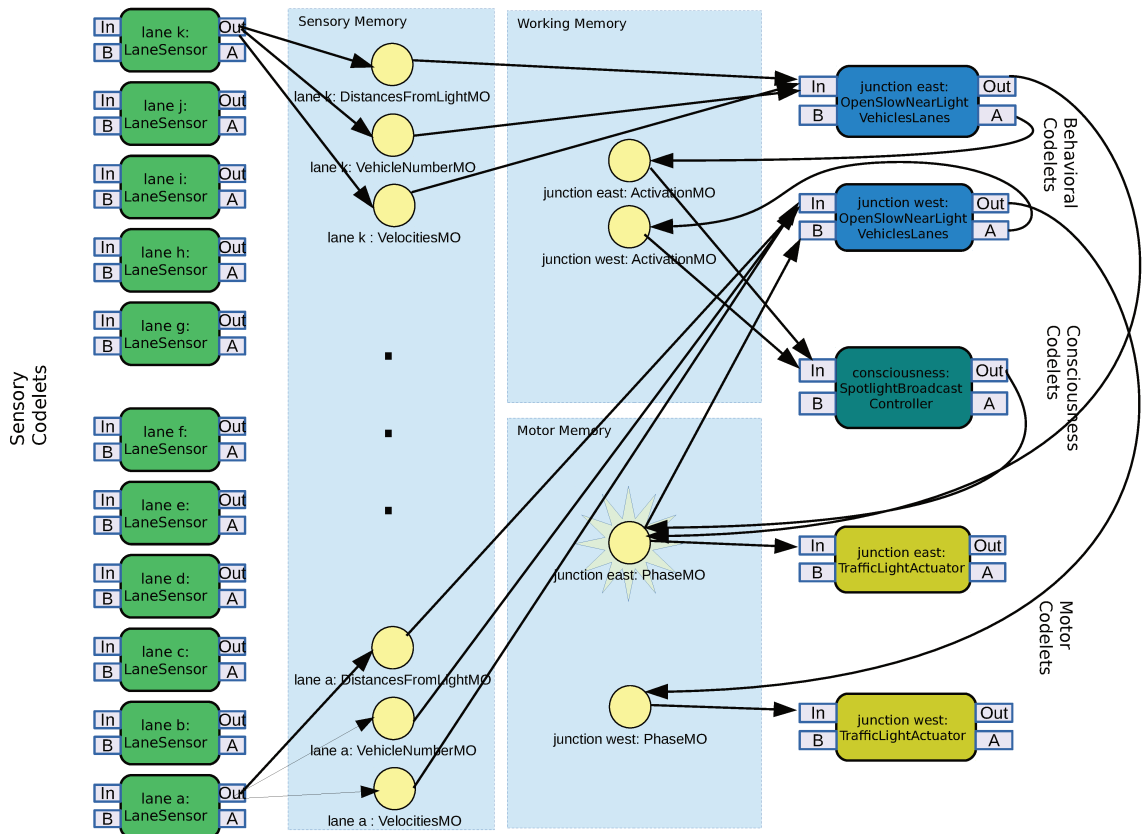 Sensory
Codelets
In
B
lane k:
LaneSensor
Out
A
In
B
lane j:
LaneSensor
Out
A
In
B
lane i:
LaneSensor
Out
A
In
B
lane h:
LaneSensor
Out
A
In
B
lane g:
LaneSensor
Out
A
In
B
lane f:
LaneSensor
Out
A
In
B
lane e:
LaneSensor
Out
A
In
B
lane d:
LaneSensor
Out
A
In
B
lane c:
LaneSensor
Out
A
In
B
lane b:
LaneSensor
Out
A
In
B
lane a:
LaneSensor
Out
A
Sensory Memory
lane k: DistancesFromLightMO
lane k: VehicleNumberMO
lane k : VelocitiesMO
lane a: DistancesFromLightMO
lane a: VehicleNumberMO
lane a : VelocitiesMO
Working Memory
junction east: ActivationMO
junction west: ActivationMO
Motor Memory
junction east: PhaseMO
junction west: PhaseMO
In
B
junction east:
OpenSlowNearLight
VehiclesLanes
Out
A
In
B
junction west:
OpenSlowNearLight
VehiclesLanes
Out
A
Behavioral
Codelets
In
B
consciousness:
SpotlightBroadcast
Controller
Out
A
Consciousness
Codelets
In
B
junction east:
TrafficLightActuator
Out
A
In
B
junction west:
TrafficLightActuator
Out
A
Motor
Codelets